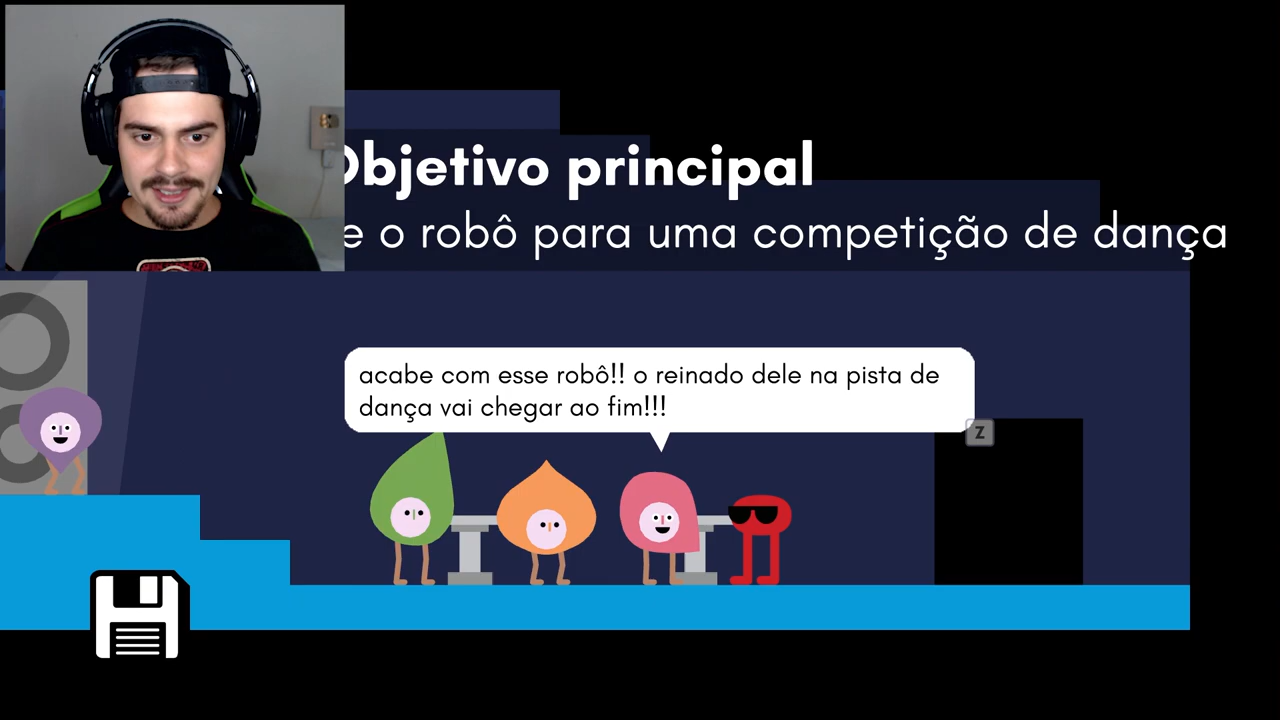 Objetivo principal
e o robô para uma competição de dança
acabe com esse robô!! o reinado dele na pista de
dança vai chegar ao fim!!!
Z